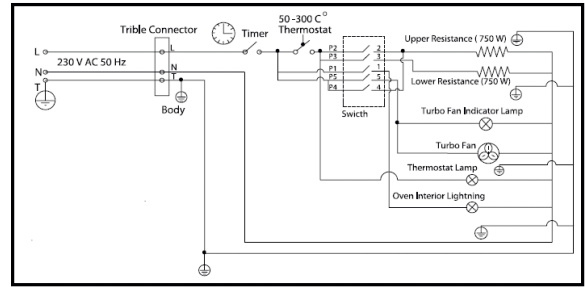 50 -300 C°
Trible Connector
Timer
Thermostat
Upper Resistance ( 750 W)
L
L
P2
2
P3
3
230 V AC 50 Hz
N
N
P1
1
T
T
P5
5
P4
4
Lower Resistance (750 W)
Body
Swicth
Turbo Fan Indicator Lamp
Turbo Fan
Thermostat Lamp
Oven Interior Lightning